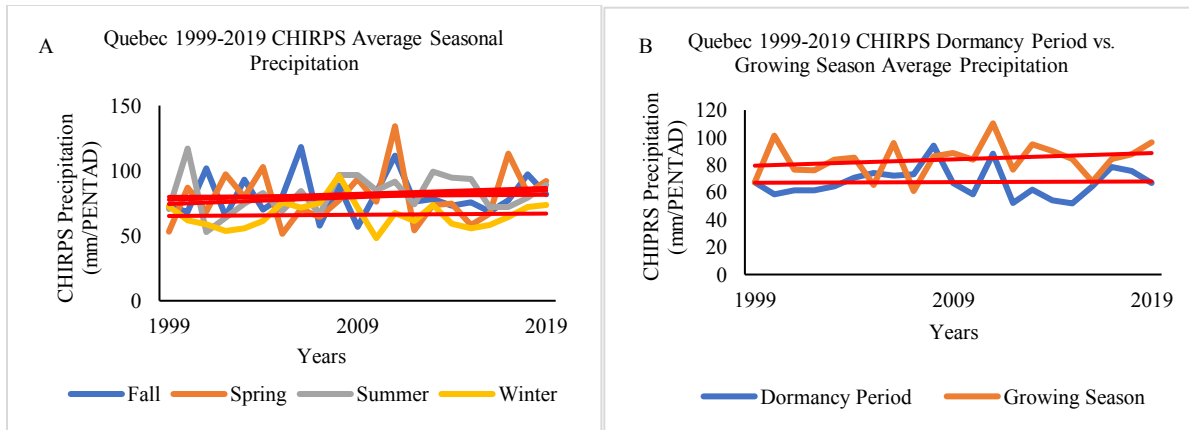 A
Quebec 1999-2019 CHIRPS Average Seasonal
Precipitation
CHIRPS Precipitation
(mm/PENTAD)
150
100
50
0
1999
2009
2019
Years
Fall
Spring
Summer
Winter
B
Quebec 1999-2019 CHIRPS Dormancy Period vs.
Growing Season Average Precipitation
CHIPRS Precipitation
(mm/PENTAD)
120
100
80
60
40
20
0
1999
2009
2019
Years
Dormancy Period
Growing Season